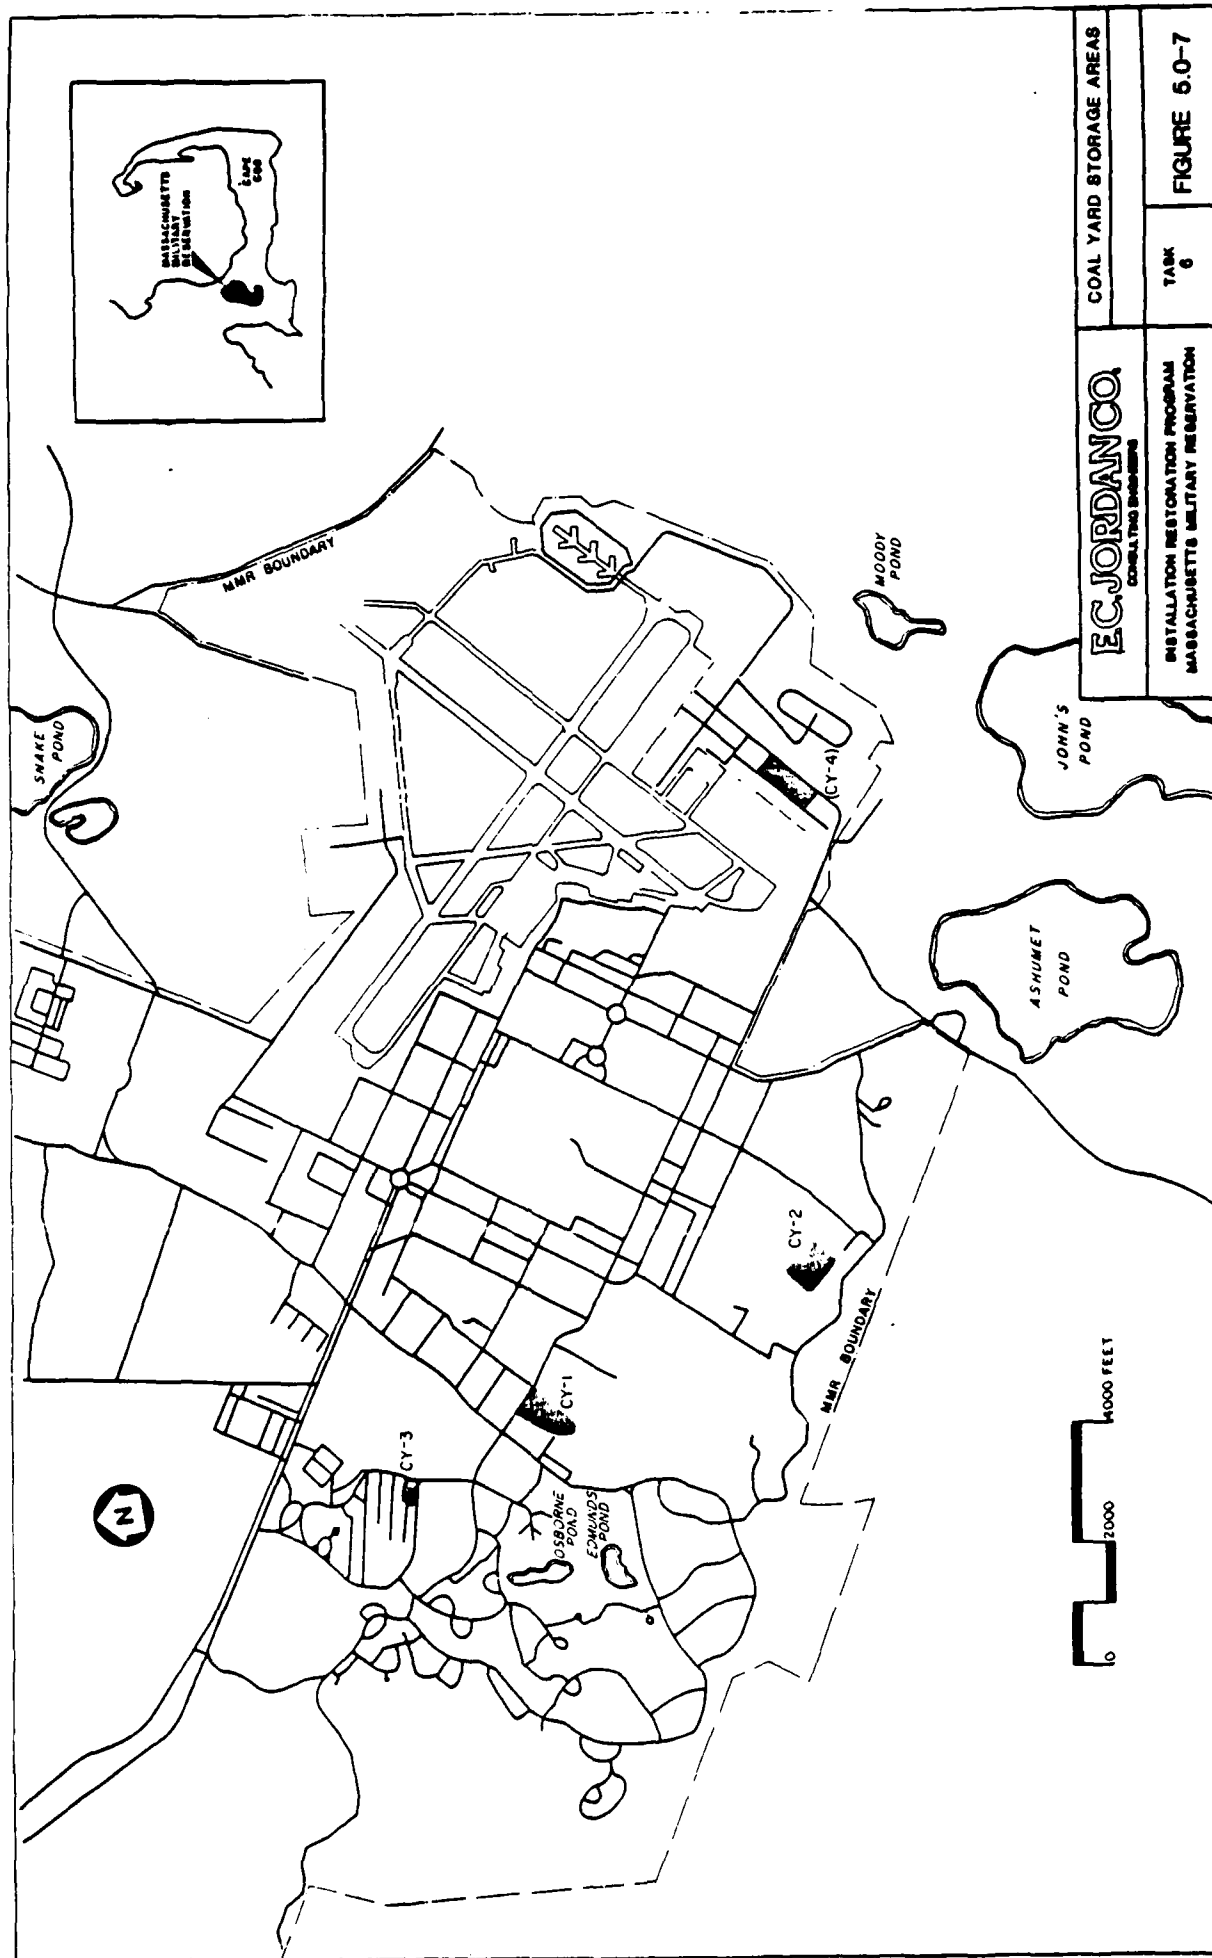 MASSACHUSETTS
MILITARY
RESERVATION
CAPE
COD
SNAKE
POND
MMR BOUNDARY
MOODY
POND
JOHN'S
POND
ASHUMET
POND
(CY-4)
CY-2
CY-1
CY-3
OSBORNE
POND
EDMUNDS
POND
MMR BOUNDARY
N
0
2000
4000 FEET
E.C.JORDAN CO.
CONSULTING ENGINEERS
COAL YARD STORAGE AREAS
INSTALLATION RESTORATION PROGRAM
MASSACHUSETTS MILITARY RESERVATION
TASK
6
FIGURE 5.0-7